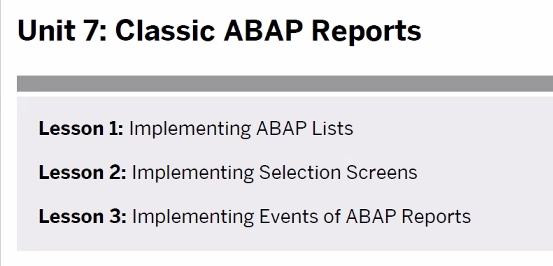 Unit 7: Classic ABAP Reports
Lesson 1: Implementing ABAP Lists
Lesson 2: Implementing Selection Screens
Lesson 3: Implementing Events of ABAP Reports